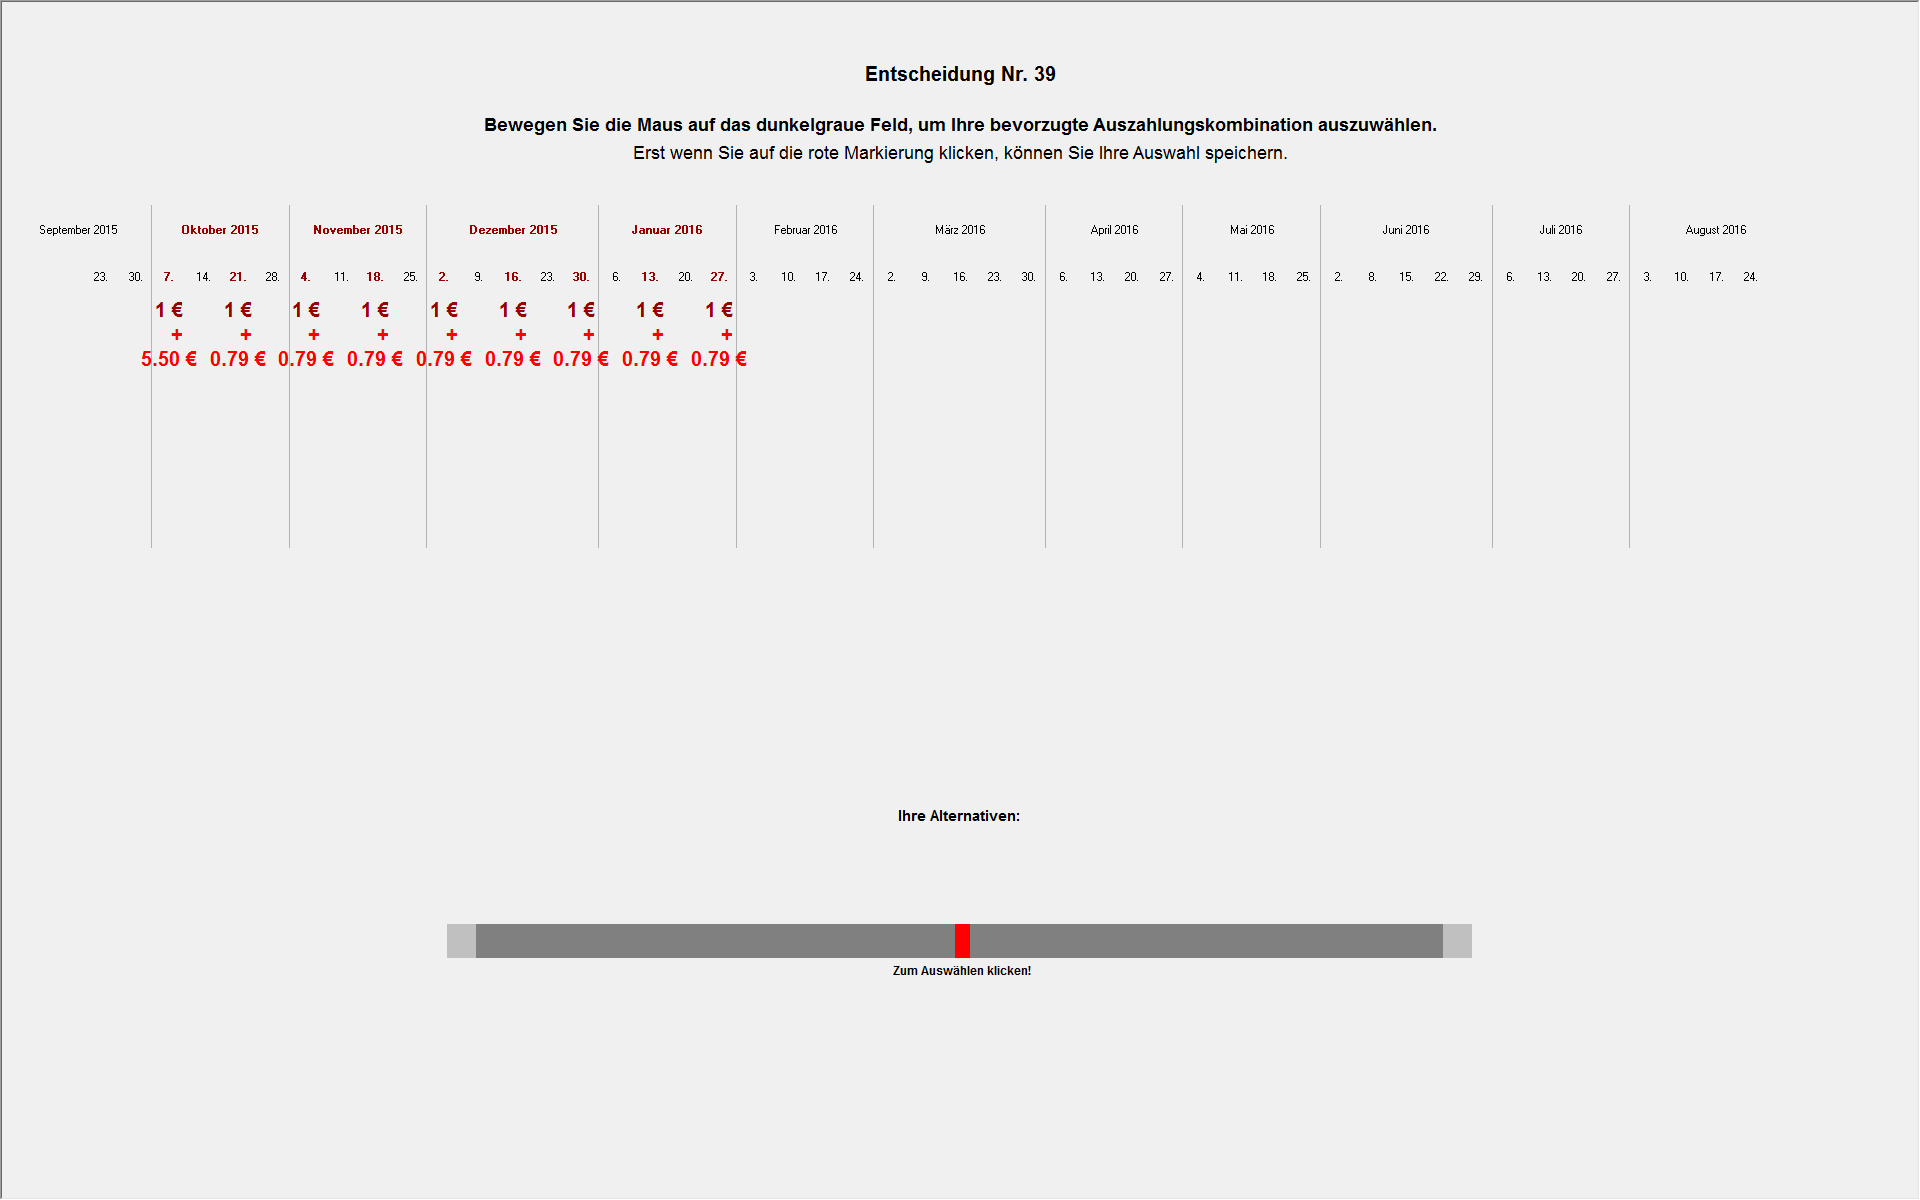 Entscheidung Nr. 39
Bewegen Sie die Maus auf das dunkelgraue Feld, um Ihre bevorzugte Auszahlungskombination auszuwählen.
Erst wenn Sie auf die rote Markierung klicken, können Sie Ihre Auswahl speichern.
September 2015 Oktober 2015 November 2015 Dezember 2015 Januar 2016 Februar 2016 März 2016 April 2016 Mai 2016 Juni 2016 Juli 2016 August 2016
23. 30. 7. 14. 21. 28. 4. 11. 18. 25. 2. 9. 16. 23. 30. 6. 13. 20. 27. 3. 10. 17. 24. 2. 9. 16. 23. 30. 6. 13. 20. 27. 4. 11. 18. 25. 2. 8. 15. 22. 29. 6. 13. 20. 27. 3. 10. 17. 24.
1 € 1 € 1 € 1 € 1 € 1 € 1 € 1 € 1 €
+ + + + + + + + +
5.50 € 0.79 € 0.79 € 0.79 € 0.79 € 0.79 € 0.79 € 0.79 € 0.79 €
Ihre Alternativen:
Zum Auswählen klicken!